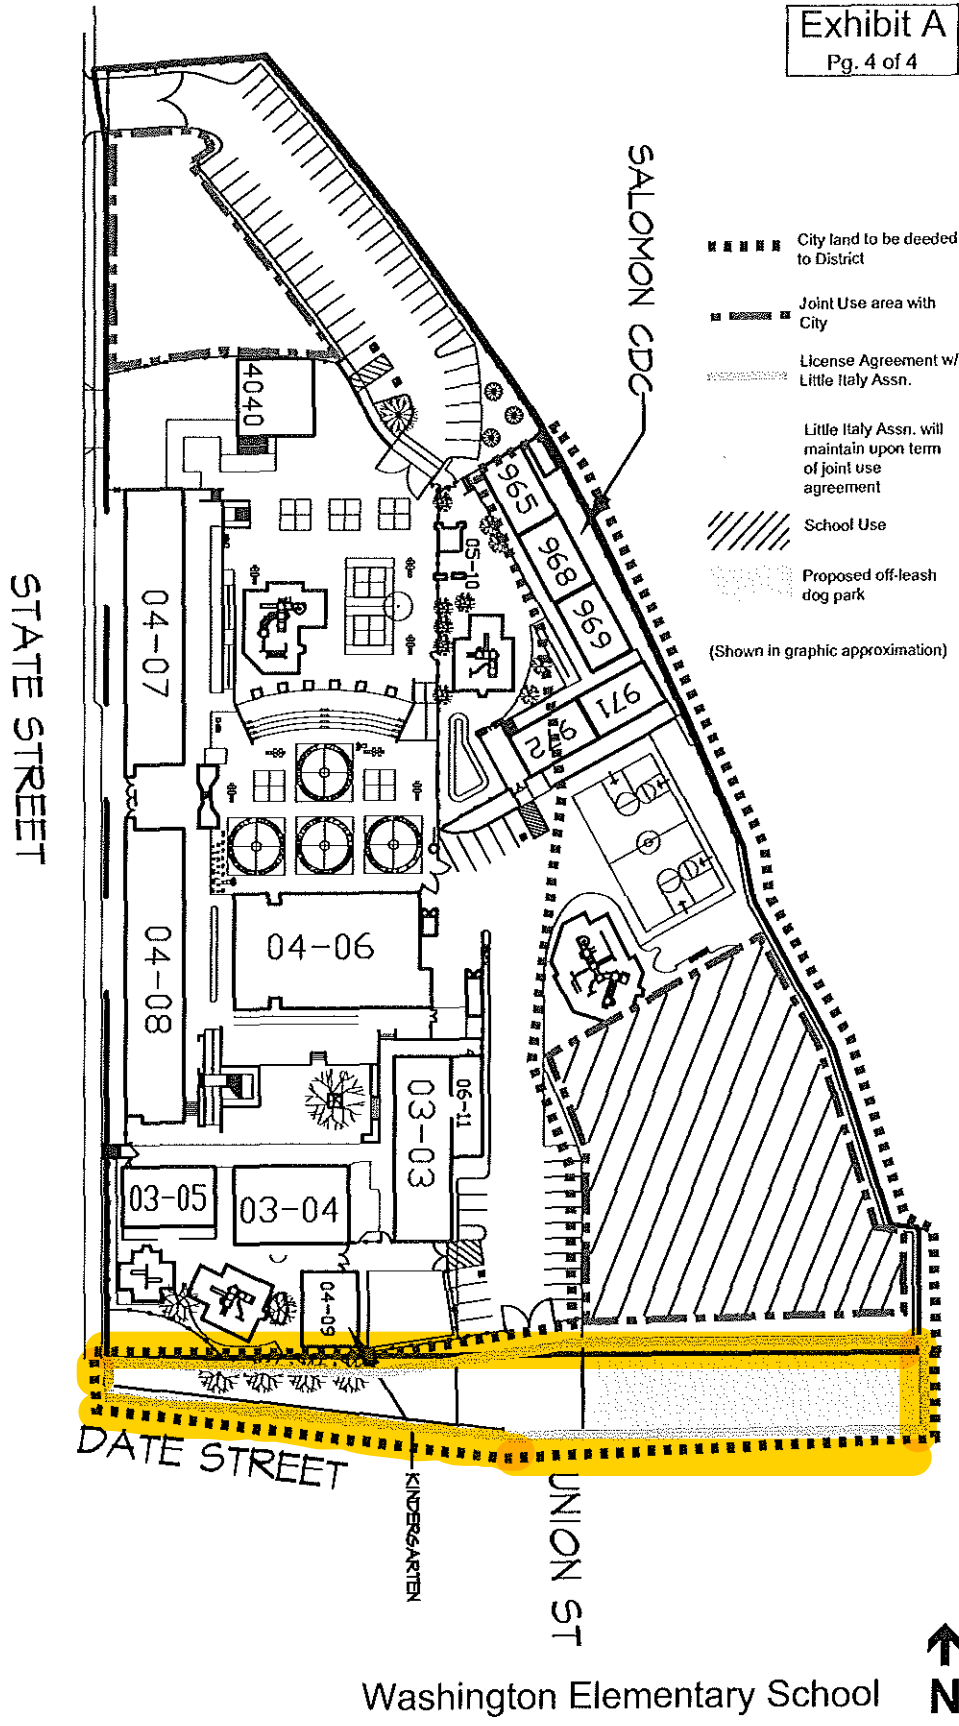 Exhibit A
Pg. 4 of 4
SALOMON CDC
City land to be deeded
to District
Joint Use area with
City
License Agreement w/
Little Italy Assn.
Little Italy Assn. will
maintain upon term
of joint use
agreement
School Use
Proposed off-leash
dog park
(Shown in graphic approximation)
4040
965
968
969
971
972
05-10
04-07
STATE STREET
04-06
04-08
03-03
06-11
03-05
03-04
04-09
DATE STREET
KINDERGARTEN
UNION ST
Washington Elementary School
N